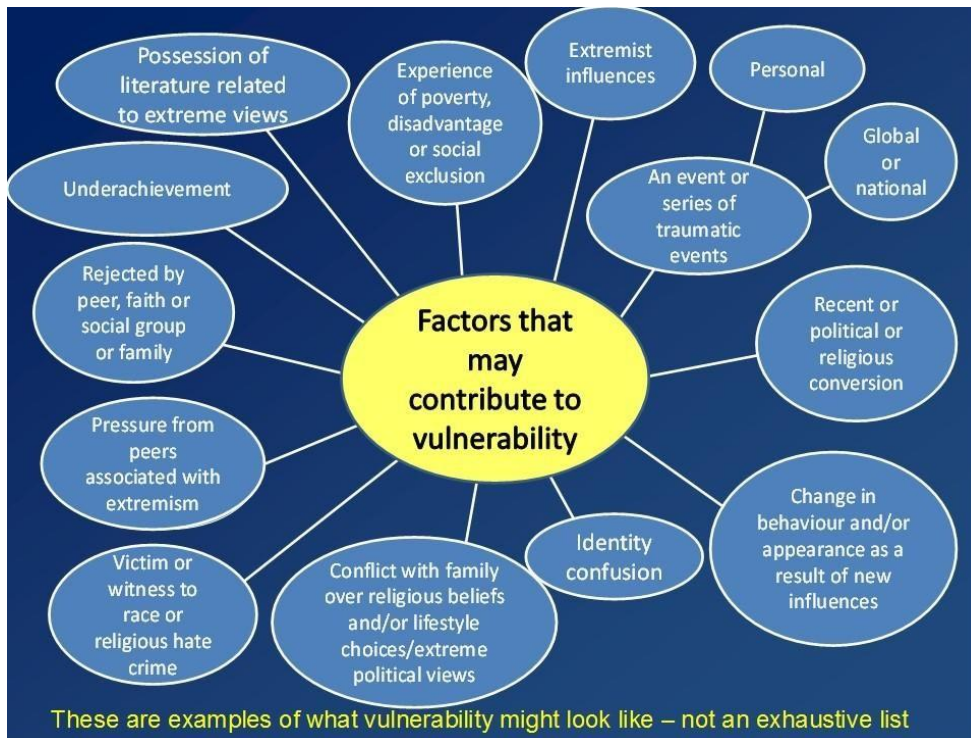 Possession of
literature related
to extreme views
Experience
of poverty,
disadvantage
or social
exclusion
Extremist
influences
Personal
Global
or
national
An event or
series of
traumatic
events
Underachievement
Rejected by
peer, faith or
social group
or family
Factors that
may
contribute to
vulnerability
Recent or
political or
religious
conversion
Pressure from
peers
associated with
extremism
Change in
behaviour and/or
appearance as a
result of new
influences
Victim or
witness to
race or
religious hate
crime
Conflict with family
over religious beliefs
and/or lifestyle
choices/extreme
political views
Identity
confusion
These are examples of what vulnerability might look like – not an exhaustive list